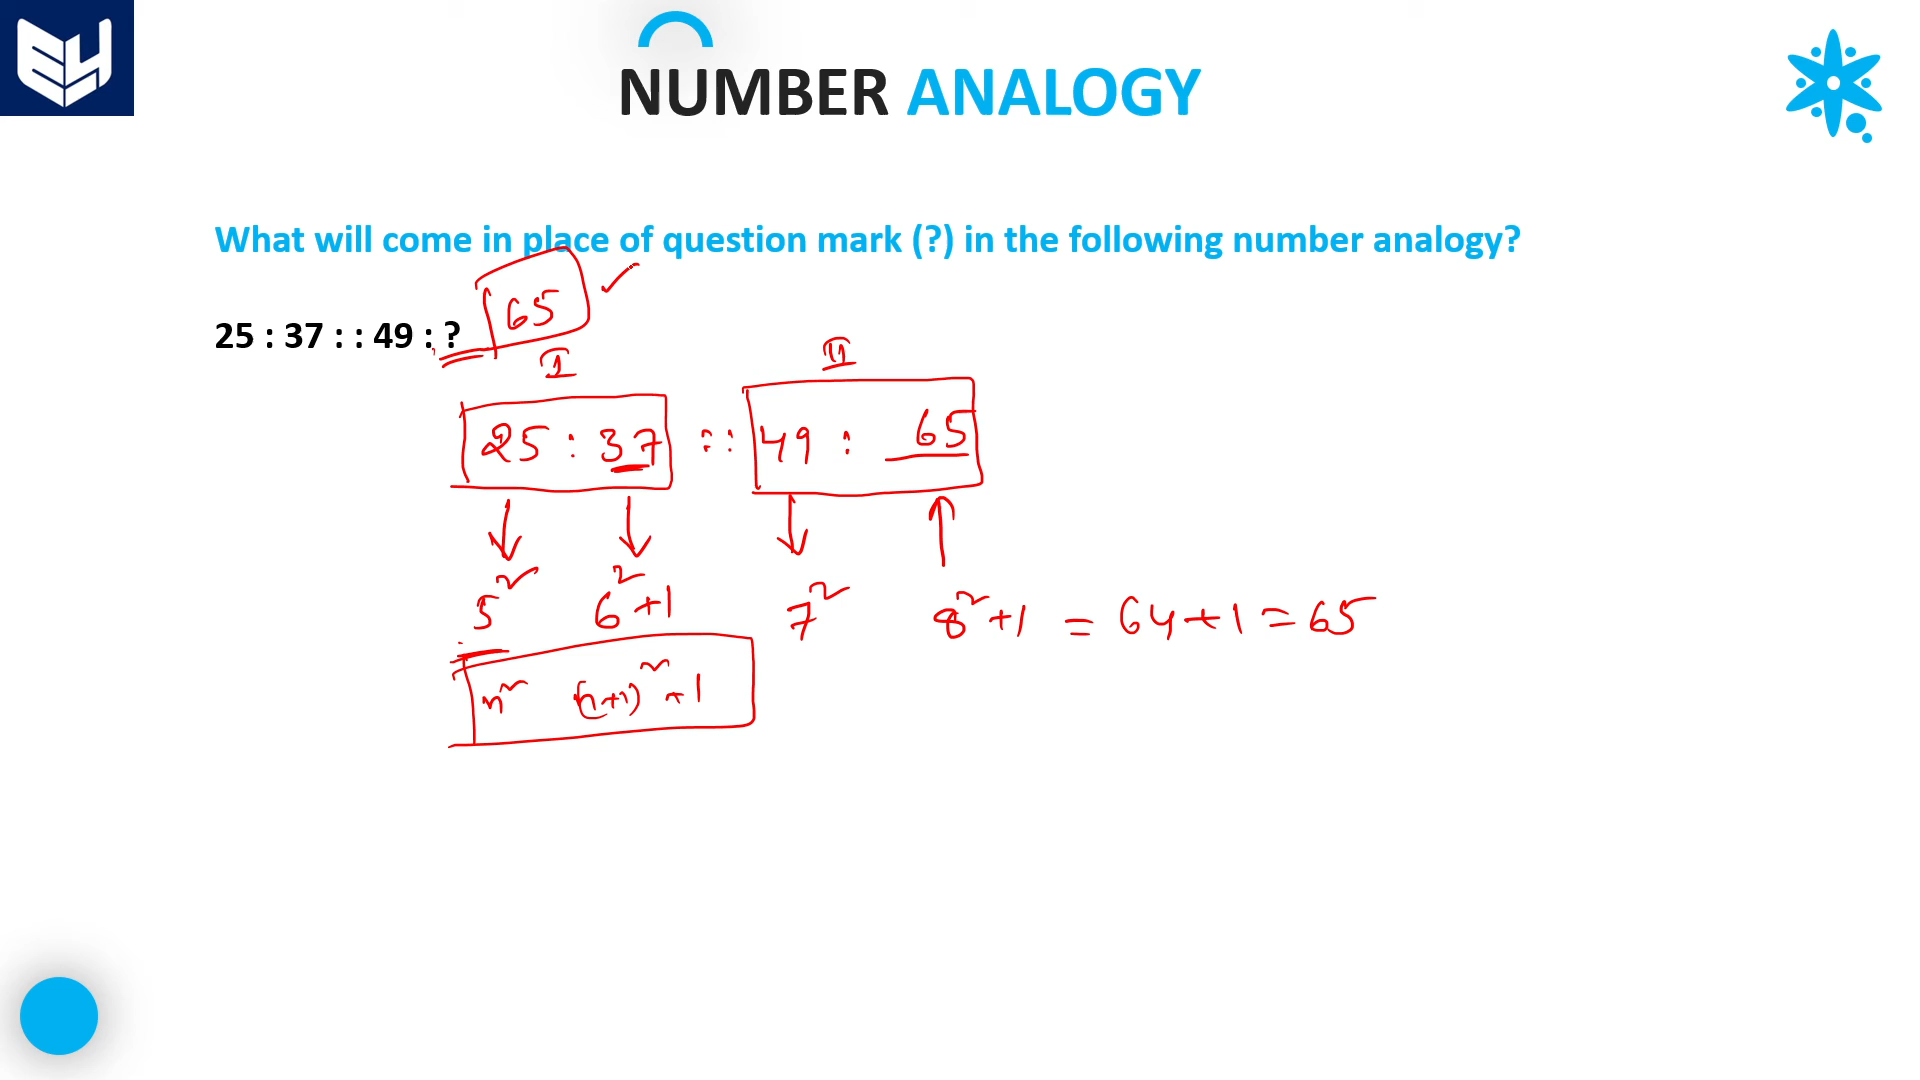 NUMBER ANALOGY
What will come in place of question mark (?) in the following number analogy?
65
25 : 37 : : 49 : ?
I II
25 : 37 :: 49 : 65
5² 6²+1 7² 8²+1 = 64+1=65
n² (n+1)²+1